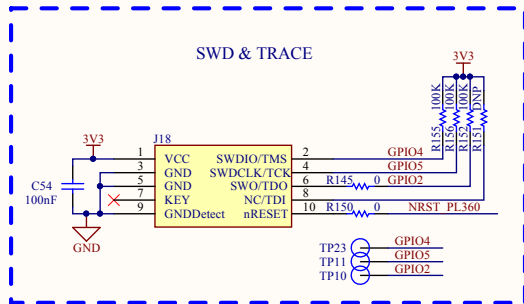 SWD & TRACE
3V3
R155 100K
R156 100K
R152 100K
R151 DNP
3V3
J18
1 VCC SWDIO/TMS 2 GPIO4
3 GND SWDCLK/TCK 4 GPIO5
5 GND SWO/TDO 6 R145 0 GPIO2
7 KEY NC/TDI 8
9 GNDDetect nRESET 10 R150 0 NRST_PL360
C54
100nF
GND
TP23 GPIO4
TP11 GPIO5
TP10 GPIO2